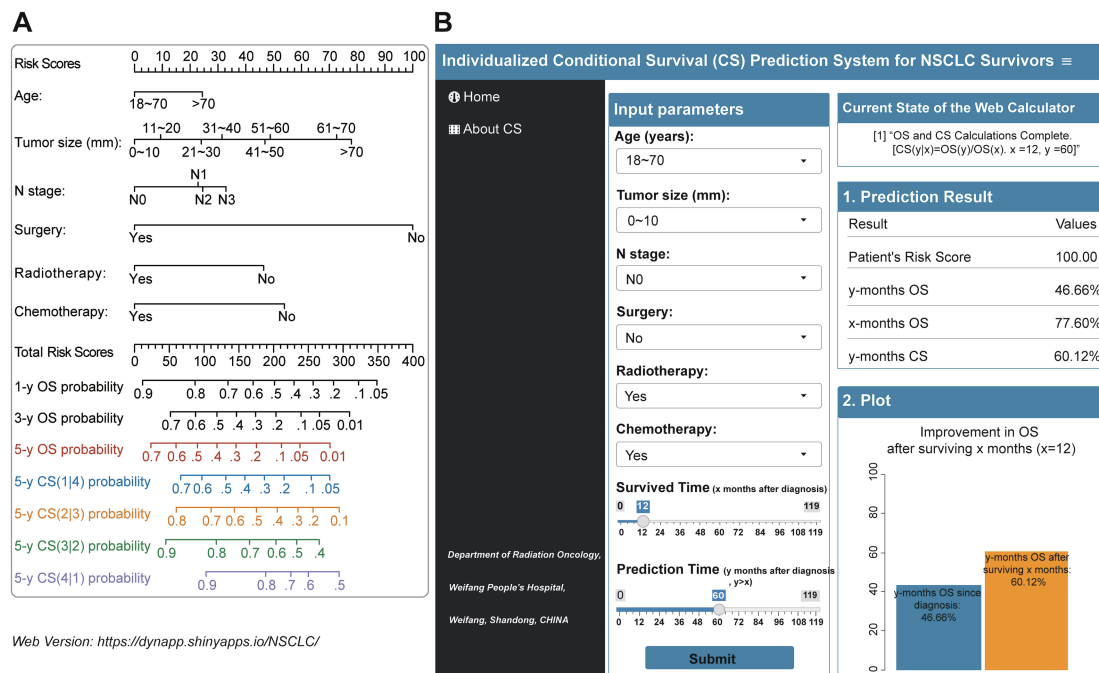 A
Risk Scores 0 10 20 30 40 50 60 70 80 90 100
Age:
18~70 >70
11~20 31~40 51~60 61~70
Tumor size (mm):
0~10 21~30 41~50 >70
N1
N stage:
N0 N2 N3
Surgery:
Yes No
Radiotherapy:
Yes No
Chemotherapy:
Yes No
Total Risk Scores
0 50 100 150 200 250 300 350 400
1-y OS probability
0.9 0.8 0.7 0.6 .5 .4 .3 .2 .1 .05
3-y OS probability
0.7 0.6 .5 .4 .3 .2 .1 .05 0.01
5-y OS probability
0.7 0.6 .5 .4 .3 .2 .1 .05 0.01
5-y CS(1|4) probability
0.7 0.6 .5 .4 .3 .2 .1 .05
5-y CS(2|3) probability
0.8 0.7 0.6 .5 .4 .3 .2 0.1
5-y CS(3|2) probability
0.9 0.8 0.7 0.6 .5 .4
5-y CS(4|1) probability
0.9 0.8 .7 .6 .5
Web Version: https://dynapp.shinyapps.io/NSCLC/
B
Individualized Conditional Survival (CS) Prediction System for NSCLC Survivors
Home
About CS
Department of Radiation Oncology,
Weifang People's Hospital,
Weifang, Shandong, CHINA
Input parameters
Age (years):
18~70
Tumor size (mm):
0~10
N stage:
N0
Surgery:
No
Radiotherapy:
Yes
Chemotherapy:
Yes
Survived Time (x months after diagnosis)
0 12 119
0 12 24 36 48 60 72 84 96 108 119
Prediction Time (y months after diagnosis
, y>x)
0 60 119
0 12 24 36 48 60 72 84 96 108 119
Submit
Current State of the Web Calculator
[1] “OS and CS Calculations Complete.
[CS(y|x)=OS(y)/OS(x). x =12, y =60]”
1. Prediction Result
Result Values
Patient's Risk Score 100.00
y-months OS 46.66%
x-months OS 77.60%
y-months CS 60.12%
2. Plot
Improvement in OS
after surviving x months (x=12)
100
80
60
40
20
0
y-months OS since
diagnosis:
46.66%
y-months OS after
surviving x months:
60.12%